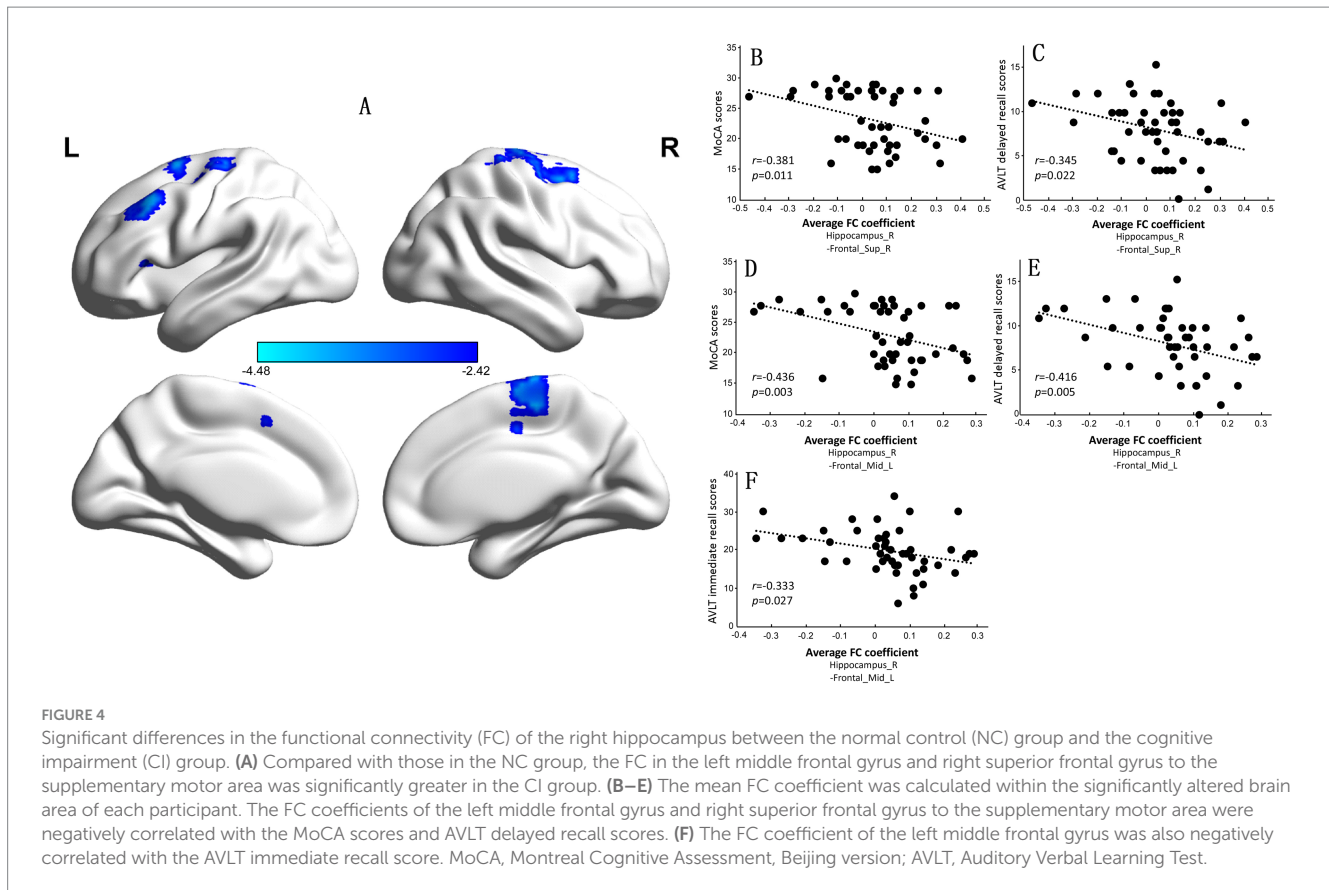 A
L
R
-4.48
-2.42
B
MoCA scores
35
30
25
20
15
10
r=-0.381
p=0.011
-0.5 -0.4 -0.3 -0.2 -0.1 0 0.1 0.2 0.3 0.4 0.5
Average FC coefficient
Hippocampus_R
-Frontal_Sup_R
C
AVLT delayed recall scores
15
10
5
0
r=-0.345
p=0.022
-0.5 -0.4 -0.3 -0.2 -0.1 0 0.1 0.2 0.3 0.4 0.5
Average FC coefficient
Hippocampus_R
-Frontal_Sup_R
D
MoCA scores
35
30
25
20
15
10
r=-0.436
p=0.003
-0.4 -0.3 -0.2 -0.1 0 0.1 0.2 0.3
Average FC coefficient
Hippocampus_R
-Frontal_Mid_L
E
AVLT delayed recall scores
15
10
5
0
r=-0.416
p=0.005
-0.4 -0.3 -0.2 -0.1 0 0.1 0.2 0.3
Average FC coefficient
Hippocampus_R
-Frontal_Mid_L
F
AVLT immediate recall scores
40
30
20
10
0
r=-0.333
p=0.027
-0.4 -0.3 -0.2 -0.1 0 0.1 0.2 0.3
Average FC coefficient
Hippocampus_R
-Frontal_Mid_L
FIGURE 4
Significant differences in the functional connectivity (FC) of the right hippocampus between the normal control (NC) group and the cognitive
impairment (CI) group. (A) Compared with those in the NC group, the FC in the left middle frontal gyrus and right superior frontal gyrus to the
supplementary motor area was significantly greater in the CI group. (B–E) The mean FC coefficient was calculated within the significantly altered brain
area of each participant. The FC coefficients of the left middle frontal gyrus and right superior frontal gyrus to the supplementary motor area were
negatively correlated with the MoCA scores and AVLT delayed recall scores. (F) The FC coefficient of the left middle frontal gyrus was also negatively
correlated with the AVLT immediate recall score. MoCA, Montreal Cognitive Assessment, Beijing version; AVLT, Auditory Verbal Learning Test.